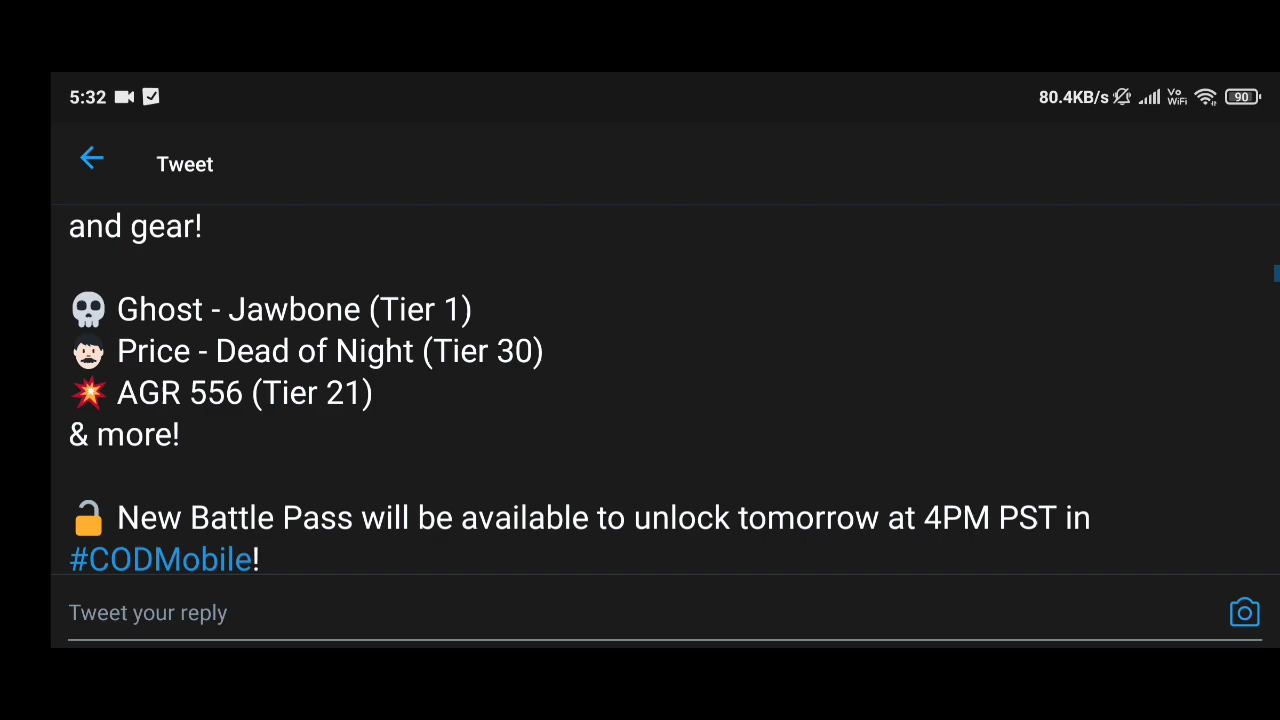 5:32 80.4KB/s Vo WiFi 90
Tweet
and gear!
💀 Ghost - Jawbone (Tier 1)
👨🏻 Price - Dead of Night (Tier 30)
💥 AGR 556 (Tier 21)
& more!
🔓 New Battle Pass will be available to unlock tomorrow at 4PM PST in
#CODMobile!
Tweet your reply